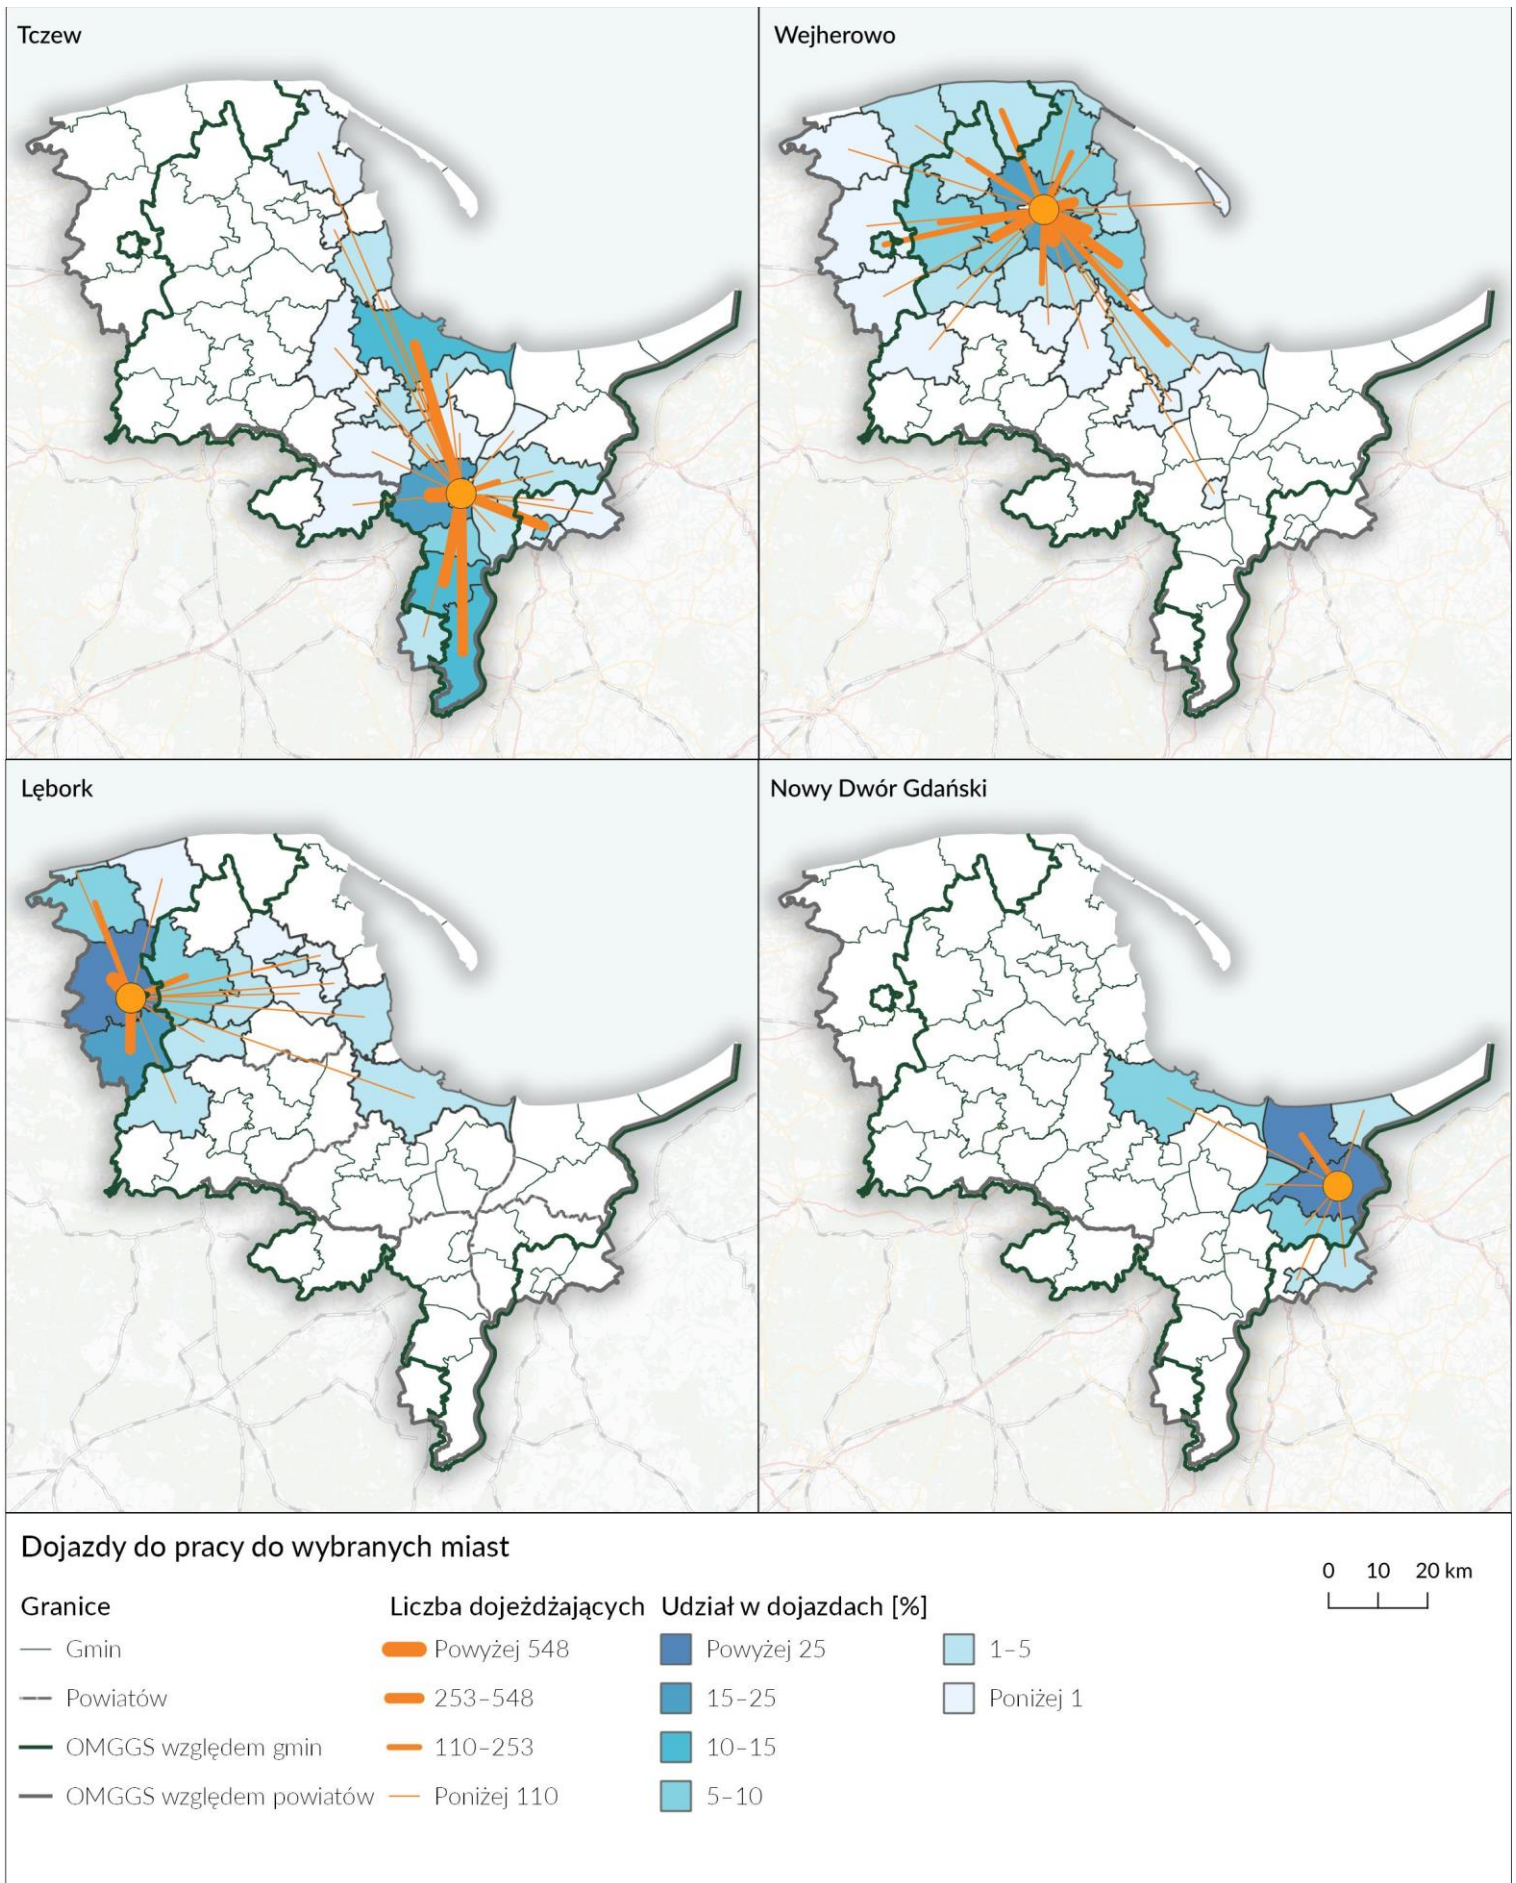 Tczew
Wejherowo
Lębork
Nowy Dwór Gdański
Dojazdy do pracy do wybranych miast
0 10 20 km
Granice
Gmin
Powiatów
OMGGS względem gmin
OMGGS względem powiatów
Liczba dojeżdżających
Powyżej 548
253–548
110–253
Poniżej 110
Udział w dojazdach [%]
Powyżej 25
15–25
10–15
5–10
1–5
Poniżej 1